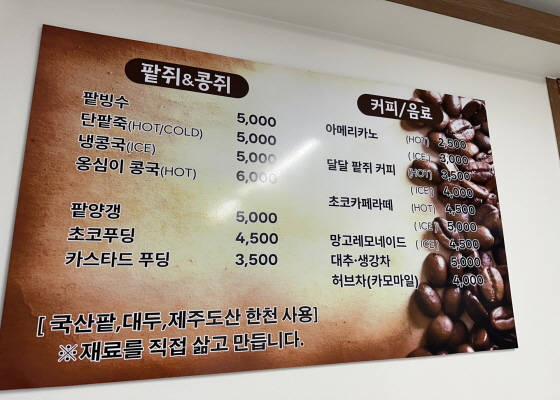 팥쥐&콩쥐
팥빙수 5,000
단팥죽(HOT/COLD) 5,000
냉콩국(ICE) 5,000
옹심이 콩국(HOT) 6,000
팥양갱 5,000
초코푸딩 4,500
카스타드 푸딩 3,500
커피/음료
아메리카노 (HOT) 2,500
(ICE) 3,000
달달 팥쥐 커피 (HOT) 3,500
(ICE) 4,000
초코카페라떼 (HOT) 4,500
(ICE) 5,000
망고레모네이드 (ICE) 4,500
대추·생강차 5,000
허브차(카모마일) 4,000
[ 국산팥,대두,제주도산 한천 사용]
※재료를 직접 삶고 만듭니다.